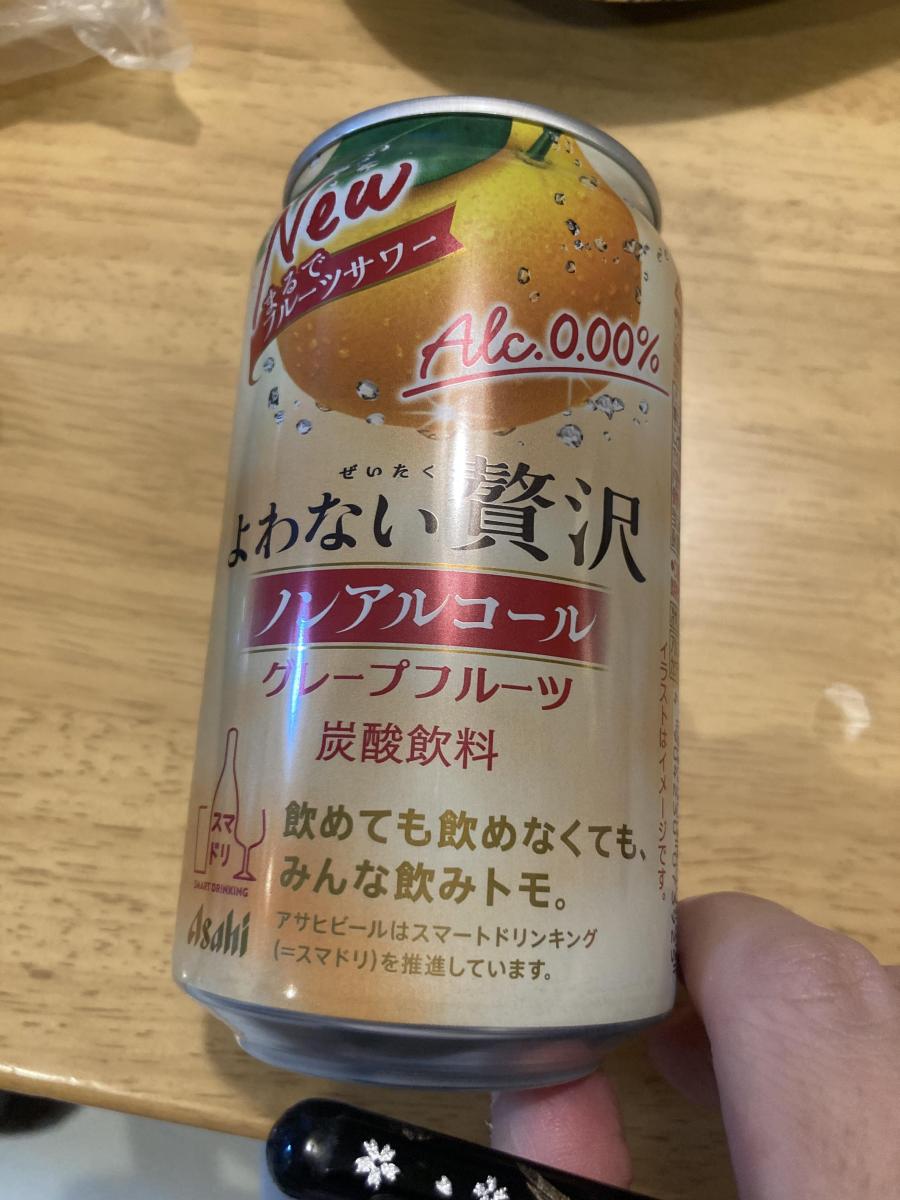 New
まるで
フルーツサワー
Alc.0.00%
ぜいたく
よわない贅沢
ノンアルコール
グレープフルーツ
炭酸飲料
スマ
ドリ
SMART DRINKING
Asahi
飲めても飲めなくても、
みんな飲みトモ。
アサヒビールはスマートドリンキング
(=スマドリ)を推進しています。
イラストはイメージです。